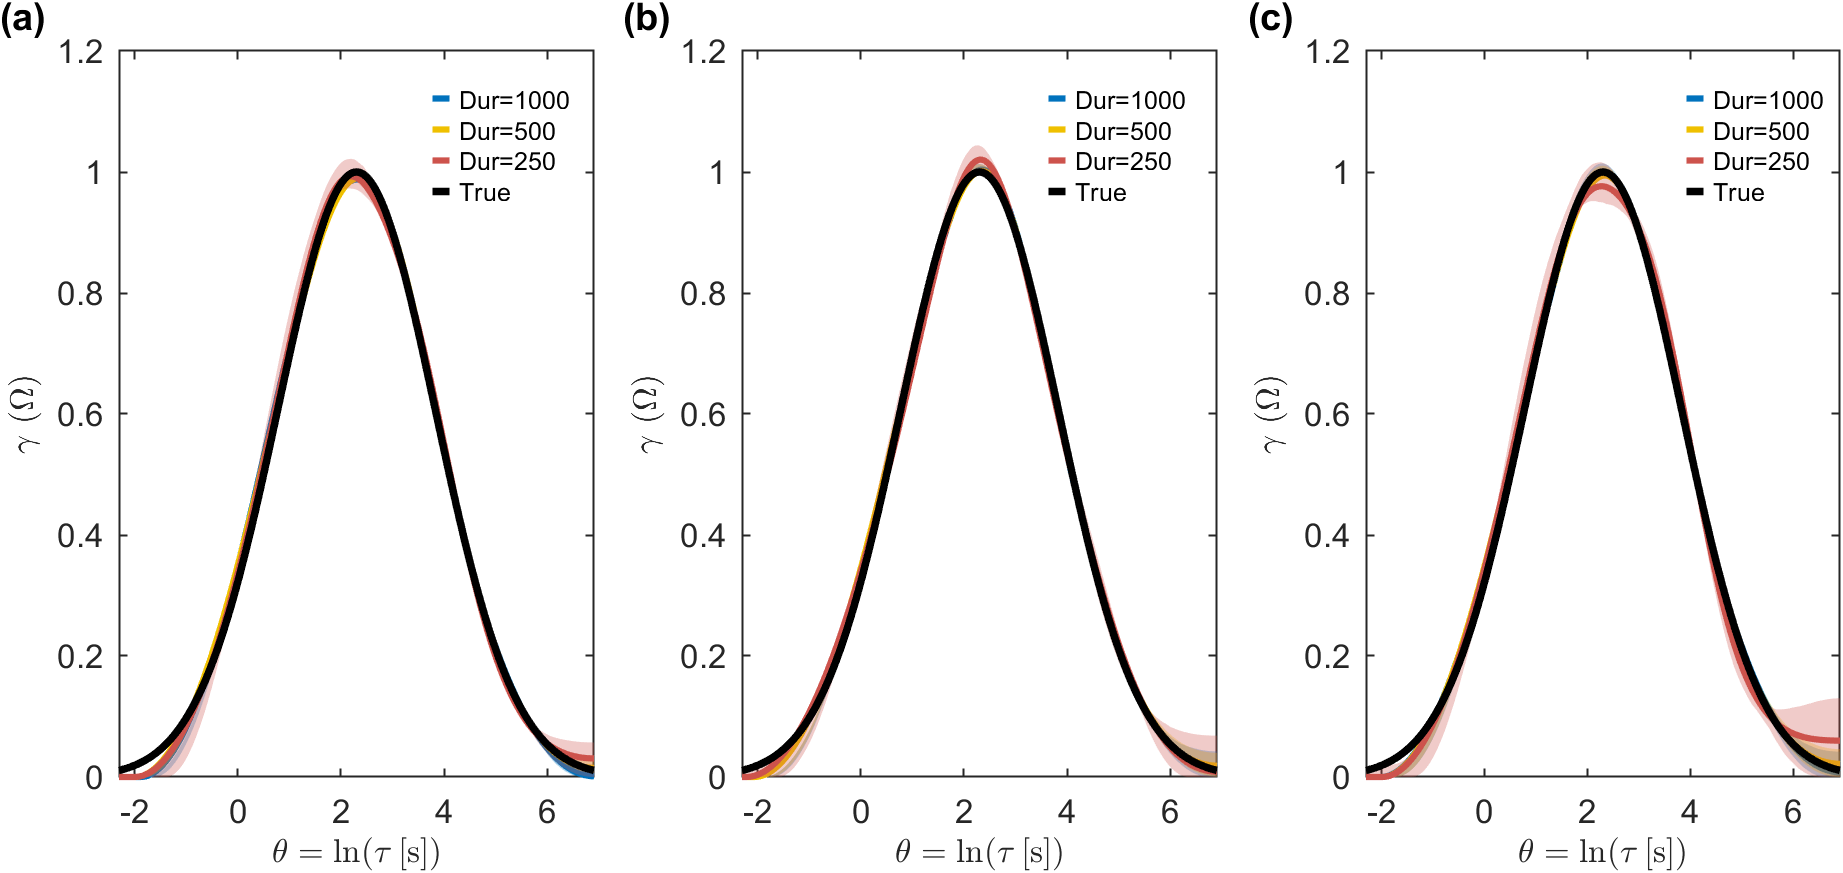 (a)
1.2
1
0.8
0.6
0.4
0.2
0
γ (Ω)
Dur=1000
Dur=500
Dur=250
True
-2 0 2 4 6
θ = ln(τ [s])
(b)
1.2
1
0.8
0.6
0.4
0.2
0
γ (Ω)
Dur=1000
Dur=500
Dur=250
True
-2 0 2 4 6
θ = ln(τ [s])
(c)
1.2
1
0.8
0.6
0.4
0.2
0
γ (Ω)
Dur=1000
Dur=500
Dur=250
True
-2 0 2 4 6
θ = ln(τ [s])